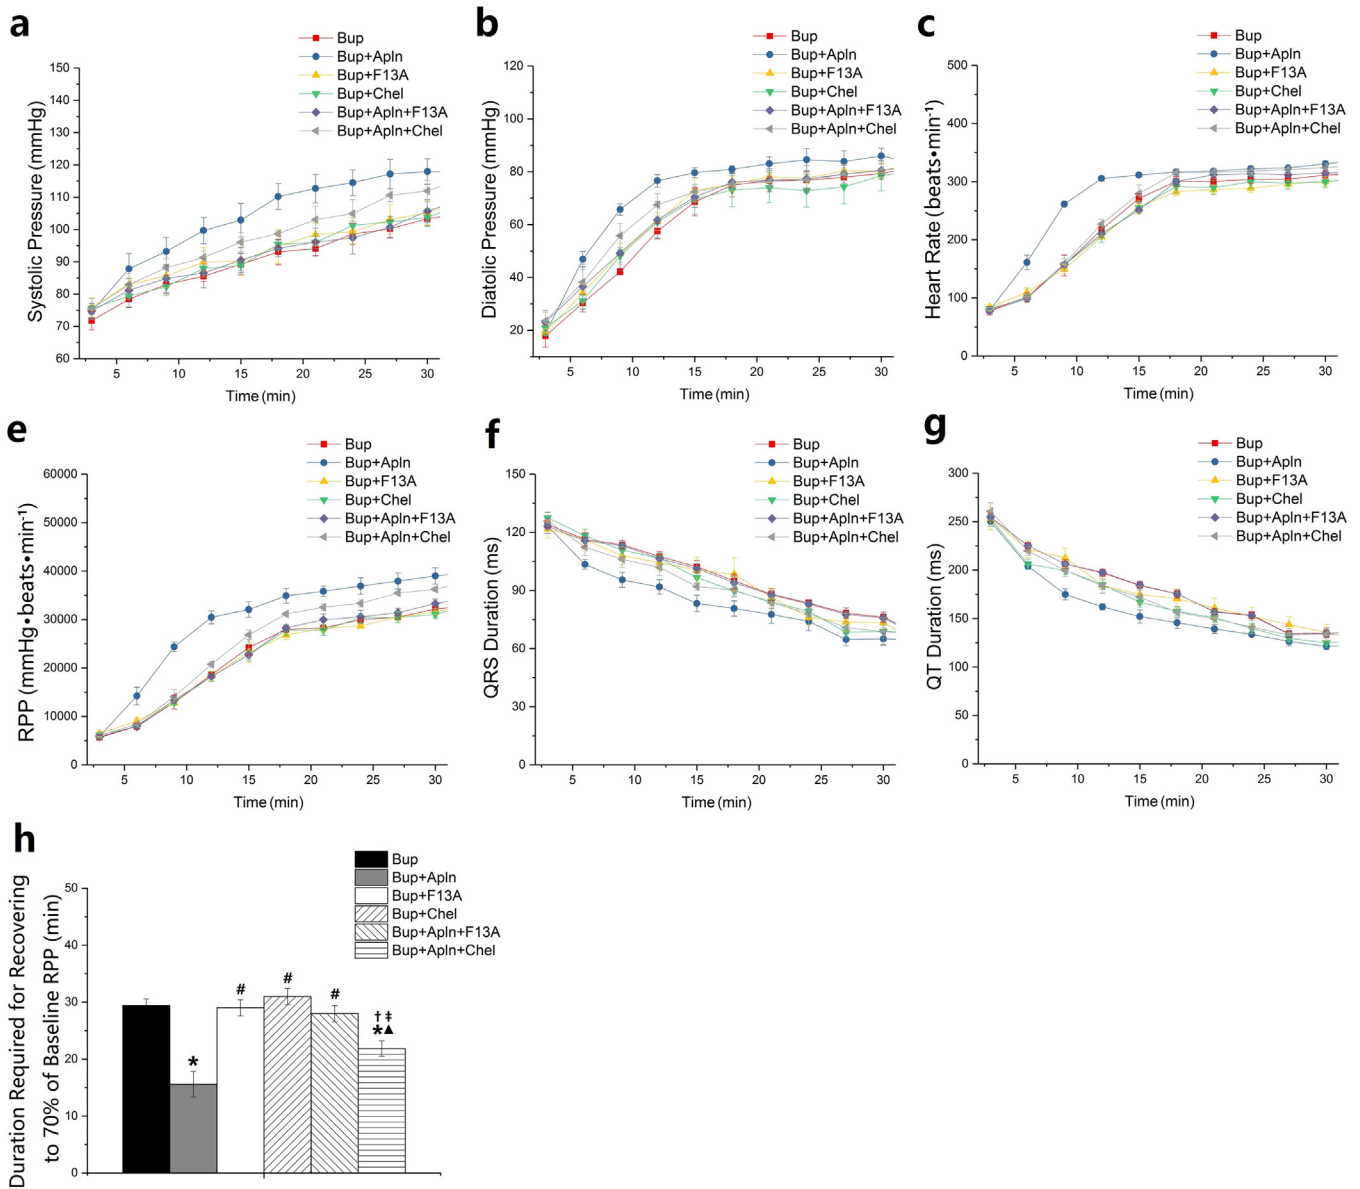 a
Bup
Bup+Apln
Bup+F13A
Bup+Chel
Bup+Apln+F13A
Bup+Apln+Chel
Systolic Pressure (mmHg)
150
140
130
120
110
100
90
80
70
60
5 10 15 20 25 30
Time (min)
b
Bup
Bup+Apln
Bup+F13A
Bup+Chel
Bup+Apln+F13A
Bup+Apln+Chel
Diatolic Pressure (mmHg)
120
100
80
60
40
20
5 10 15 20 25 30
Time (min)
c
Bup
Bup+Apln
Bup+F13A
Bup+Chel
Bup+Apln+F13A
Bup+Apln+Chel
Heart Rate (beats•min⁻¹)
500
400
300
200
100
0
5 10 15 20 25 30
Time (min)
e
Bup
Bup+Apln
Bup+F13A
Bup+Chel
Bup+Apln+F13A
Bup+Apln+Chel
RPP (mmHg•beats•min⁻¹)
60000
50000
40000
30000
20000
10000
0
5 10 15 20 25 30
Time (min)
f
Bup
Bup+Apln
Bup+F13A
Bup+Chel
Bup+Apln+F13A
Bup+Apln+Chel
QRS Duration (ms)
150
120
90
60
30
0
5 10 15 20 25 30
Time (min)
g
Bup
Bup+Apln
Bup+F13A
Bup+Chel
Bup+Apln+F13A
Bup+Apln+Chel
QT Duration (ms)
300
250
200
150
100
50
0
5 10 15 20 25 30
Time (min)
h
Bup
Bup+Apln
Bup+F13A
Bup+Chel
Bup+Apln+F13A
Bup+Apln+Chel
Duration Required for Recovering
to 70% of Baseline RPP (min)
50
40
30
20
10
0
*
#
#
#
†‡
*▲